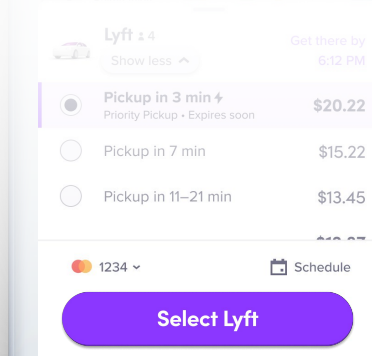 Lyft 4
Get there by
Show less
6:12 PM
Pickup in 3 min
$20.22
Priority Pickup • Expires soon
Pickup in 7 min
$15.22
Pickup in 11–21 min
$13.45
1234
Schedule
Select Lyft